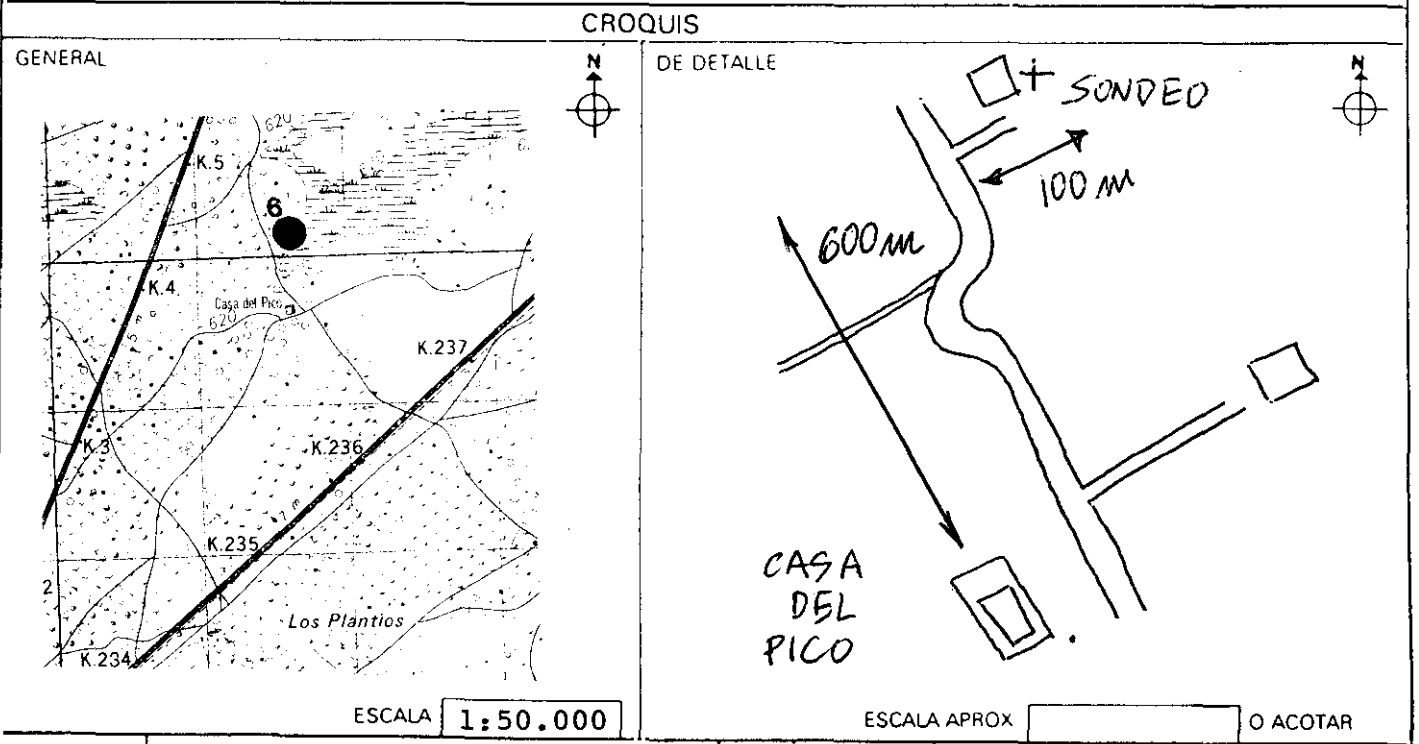 CROQUIS
GENERAL
N
620
K.5
6
K.4
Casa del Pico
620
K.237
K.3
K.236
K.235
2
Los Plantios
K.234
ESCALA 1:50.000
DE DETALLE
N
SONDEO
100 m
600 m
CASA
DEL
PICO
ESCALA APROX O ACOTAR